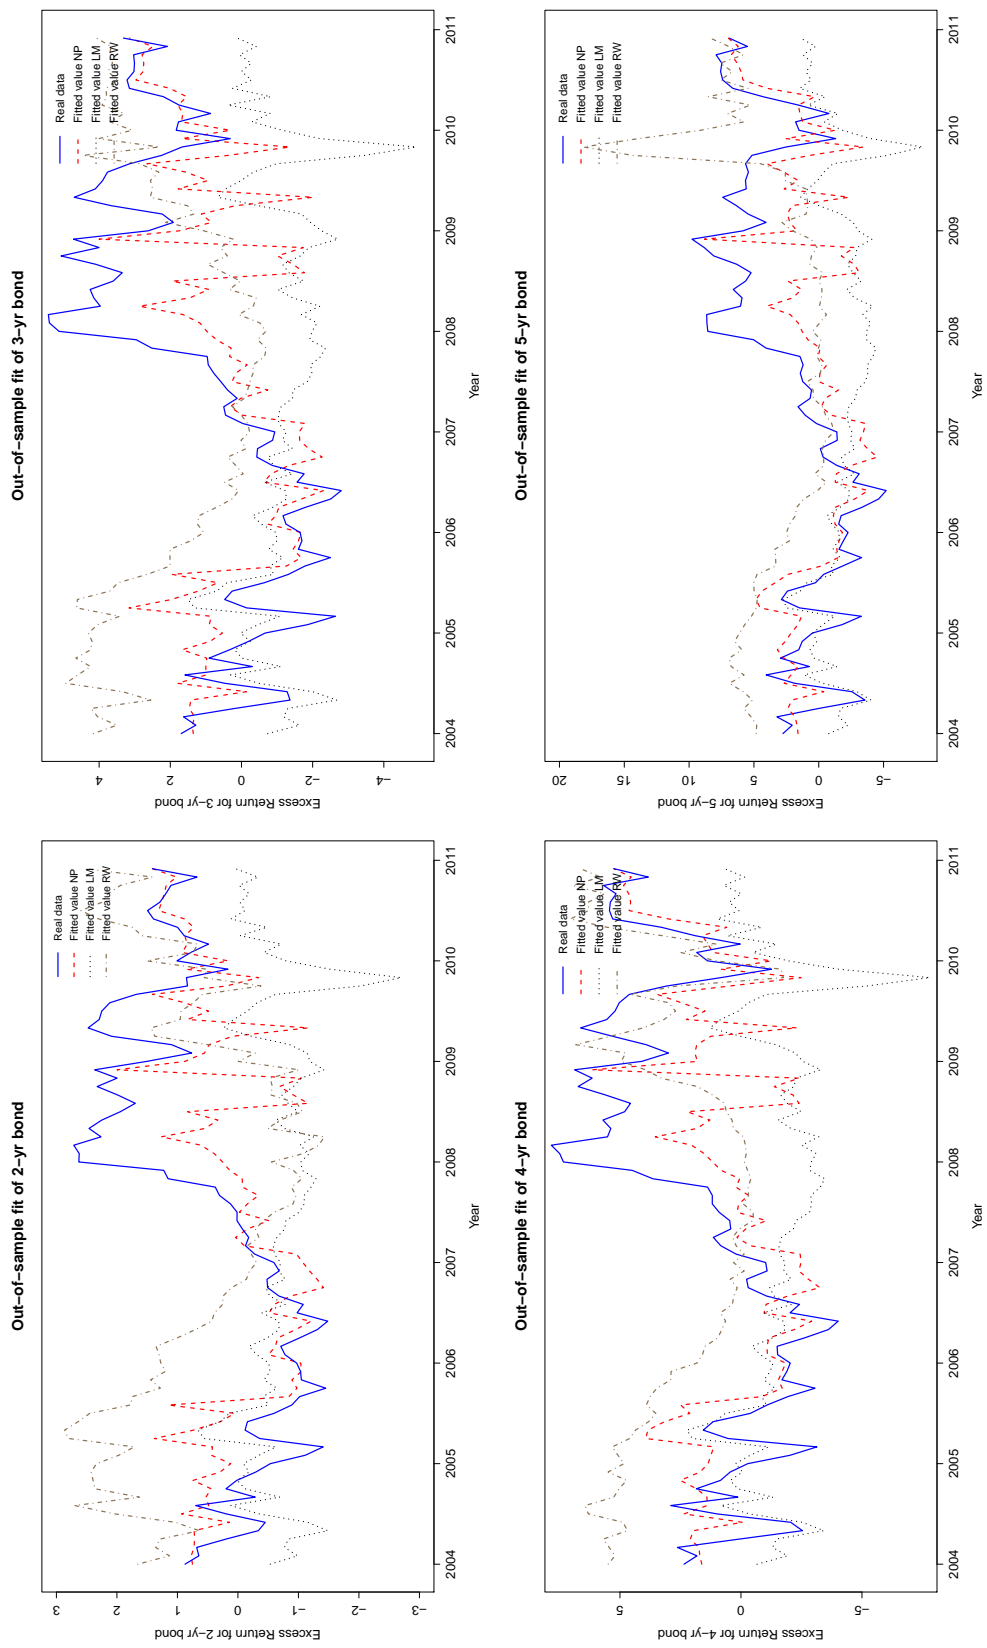 Out−of−sample fit of 2−yr bond
Excess Return for 2−yr bond
3
2
1
0
−1
−2
−3
Real data
Fitted value NP
Fitted value LM
Fitted value RW
2004
2005
2006
2007
2008
2009
2010
2011
Year
Out−of−sample fit of 3−yr bond
Excess Return for 3−yr bond
4
2
0
−2
−4
Real data
Fitted value NP
Fitted value LM
Fitted value RW
2004
2005
2006
2007
2008
2009
2010
2011
Year
Out−of−sample fit of 4−yr bond
Excess Return for 4−yr bond
5
0
−5
Real data
Fitted value NP
Fitted value LM
Fitted value RW
2004
2005
2006
2007
2008
2009
2010
2011
Year
Out−of−sample fit of 5−yr bond
Excess Return for 5−yr bond
20
15
10
5
0
−5
Real data
Fitted value NP
Fitted value LM
Fitted value RW
2004
2005
2006
2007
2008
2009
2010
2011
Year